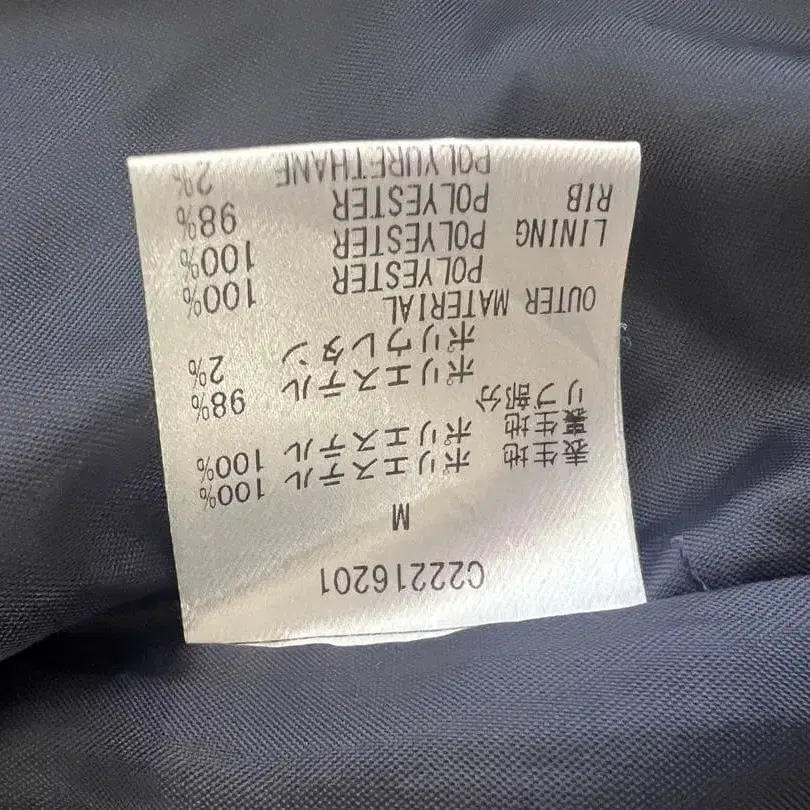 C22216201
M
表生地 ポリエステル 100%
裏生地 ポリエステル 100%
リブ部分
ポリエステル 98%
ポリウレタン 2%
OUTER MATERIAL
POLYESTER 100%
LINING POLYESTER 100%
RIB POLYESTER 98%
POLYURETHANE 2%